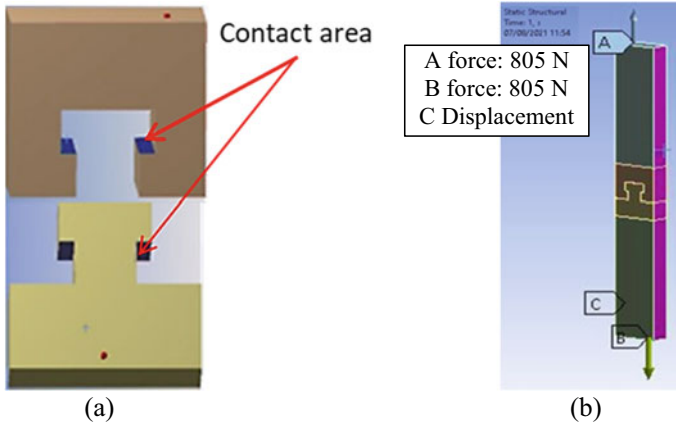 Contact area
Static Structural
Time: 1, s
07/08/2021 11:54
A
A force: 805 N
B force: 805 N
C Displacement
C
B
(a)
(b)